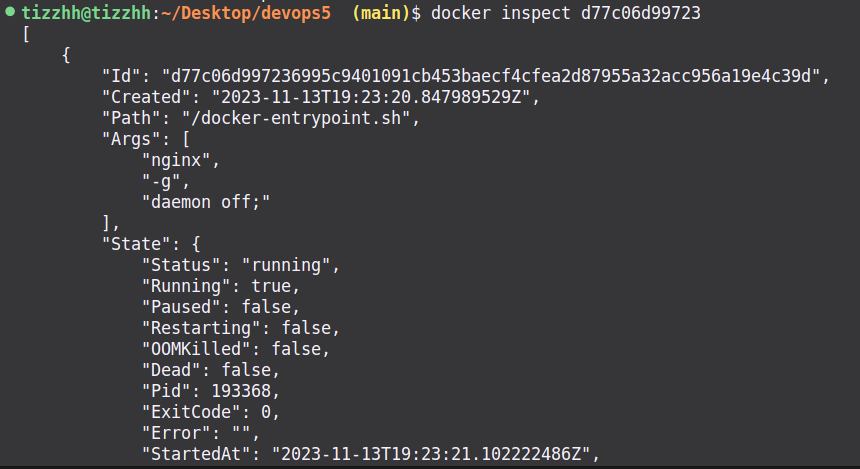 tizzhh@tizzhh:~/Desktop/devops5 (main)$ docker inspect d77c06d99723
[
{
"Id": "d77c06d997236995c9401091cb453baecf4cfea2d87955a32acc956a19e4c39d",
"Created": "2023-11-13T19:23:20.847989529Z",
"Path": "/docker-entrypoint.sh",
"Args": [
"nginx",
"-g",
"daemon off;"
],
"State": {
"Status": "running",
"Running": true,
"Paused": false,
"Restarting": false,
"OOMKilled": false,
"Dead": false,
"Pid": 193368,
"ExitCode": 0,
"Error": "",
"StartedAt": "2023-11-13T19:23:21.102222486Z",